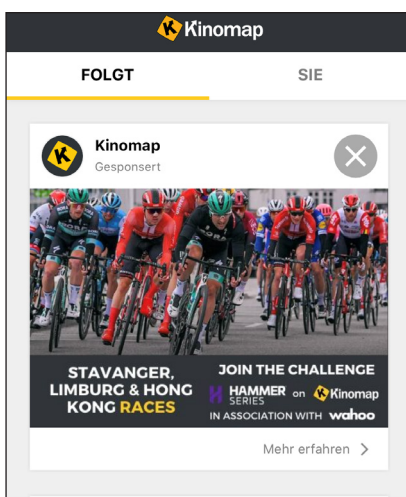 Kinomap
FOLGT SIE
Kinomap
Gesponsert
STAVANGER,
LIMBURG & HONG
KONG RACES
JOIN THE CHALLENGE
HAMMER SERIES on Kinomap
IN ASSOCIATION WITH wahoo
Mehr erfahren